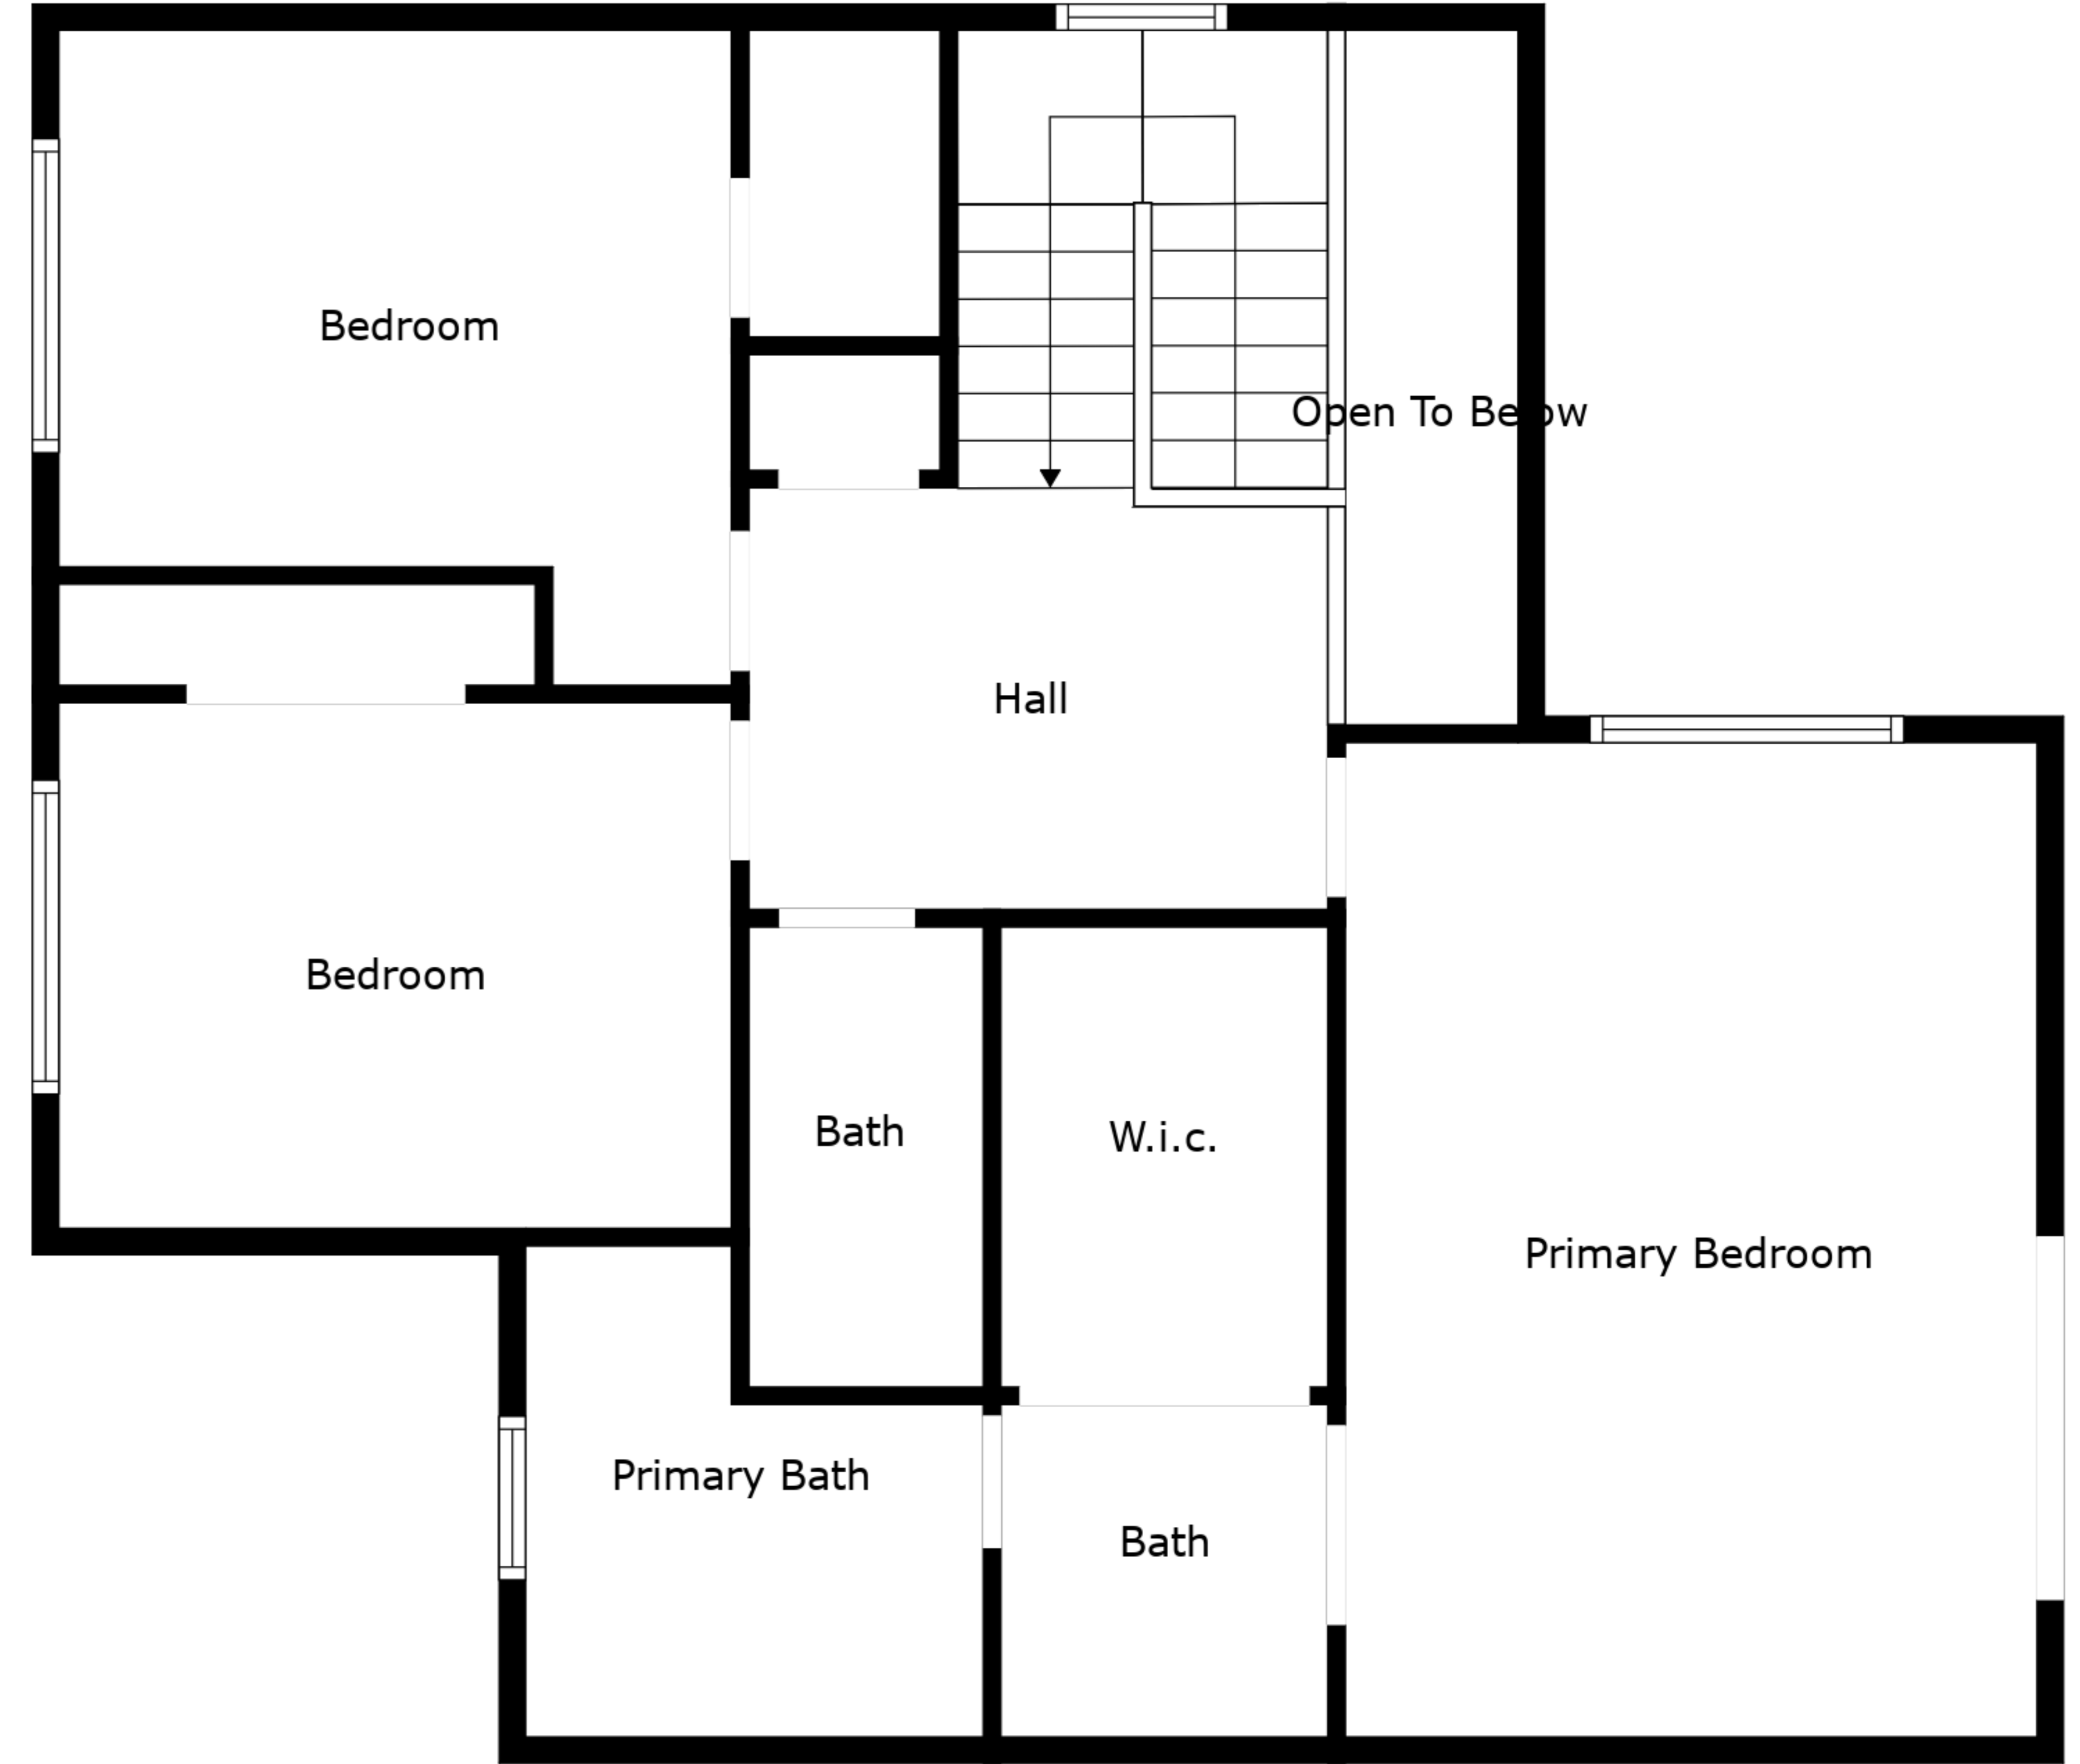 Bedroom
Open To Below
Hall
Bedroom
Bath
W.i.c.
Primary Bedroom
Primary Bath
Bath